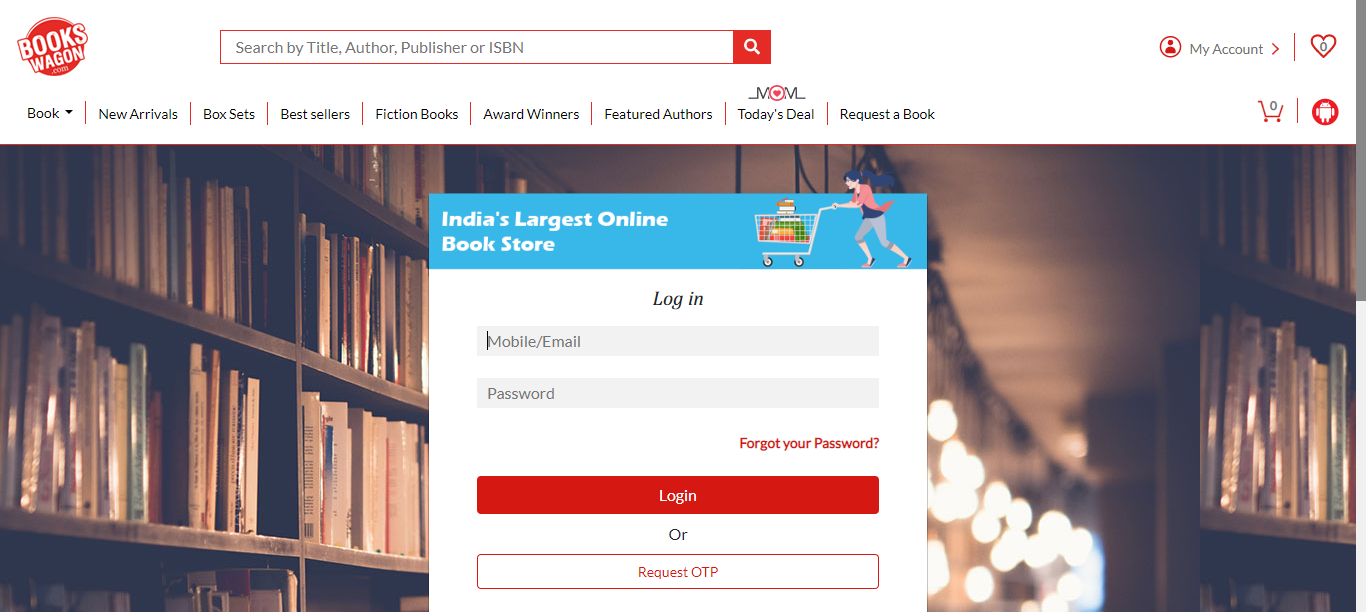 BOOKS
WAGON
.com
Search by Title, Author, Publisher or ISBN
My Account
0
Book
New Arrivals
Box Sets
Best sellers
Fiction Books
Award Winners
Featured Authors
MOM
Today's Deal
Request a Book
0
India's Largest Online
Book Store
Log in
Mobile/Email
Password
Forgot your Password?
Login
Or
Request OTP